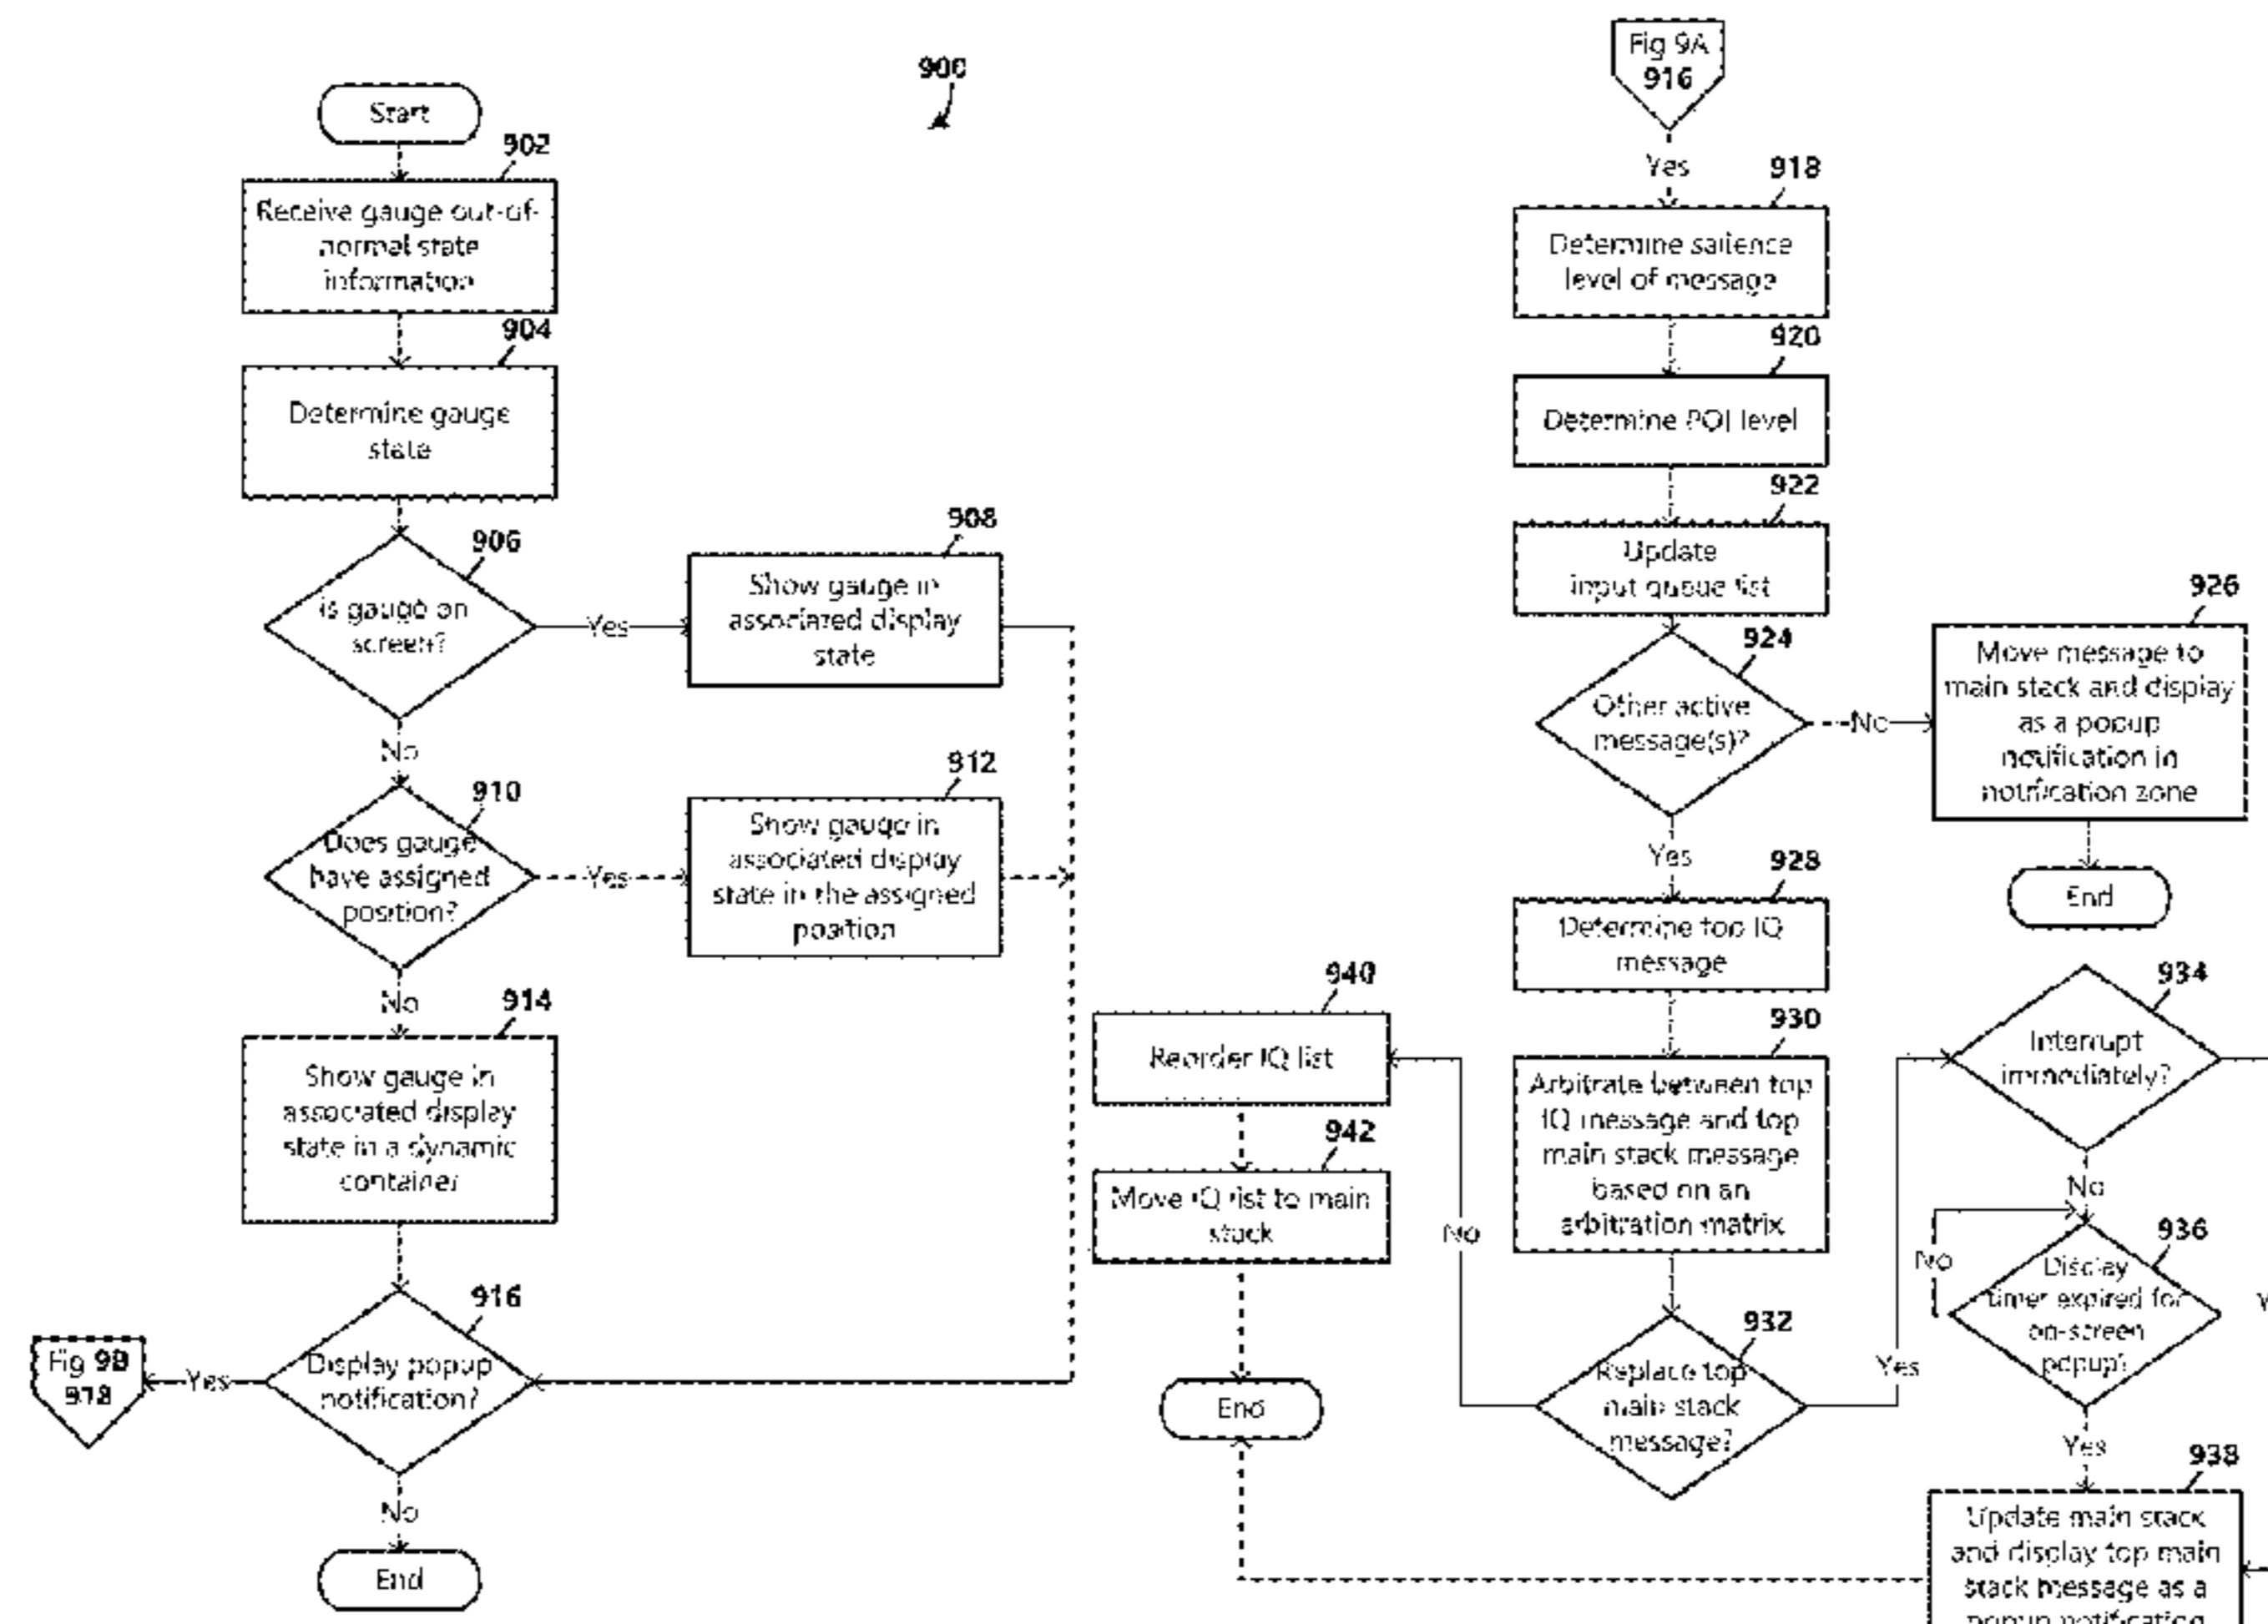 900
Start
902
Receive gauge out-of-
normal state
information
904
Determine gauge
state
906
Is gauge on
screen?
Yes
908
Show gauge in
associated display
state
No
910
Does gauge
have assigned
position?
Yes
912
Show gauge in
associated display
state in the assigned
position
No
914
Show gauge in
associated display
state in a dynamic
container
916
Display popup
notification?
Yes
Fig 9B
918
No
End
Fig 9A
916
Yes
918
Determine salience
level of message
920
Determine POI level
922
Update
input queue list
924
Other active
message(s)?
No
926
Move message to
main stack and display
as a popup
notification in
notification zone
End
Yes
928
Determine top IQ
message
930
Arbitrate between top
IQ message and top
main stack message
based on an
arbitration matrix
932
Replace top
main stack
message?
No
940
Reorder IQ list
942
Move IQ list to main
stack
End
Yes
934
Interrupt
immediately?
No
936
Display
timer expired for
on-screen
popup?
No
Yes
938
Update main stack
and display top main
stack message as a
popup notification